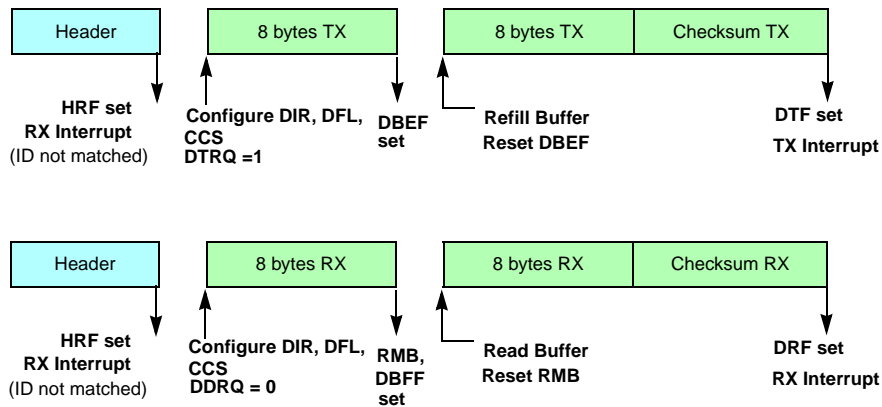 Header
8 bytes TX
8 bytes TX
Checksum TX
HRF set
RX Interrupt
(ID not matched)
Configure DIR, DFL,
CCS
DTRQ =1
DBEF
set
Refill Buffer
Reset DBEF
DTF set
TX Interrupt
Header
8 bytes RX
8 bytes RX
Checksum RX
HRF set
RX Interrupt
(ID not matched)
Configure DIR, DFL,
CCS
DDRQ = 0
RMB,
DBFF
set
Read Buffer
Reset RMB
DRF set
RX Interrupt